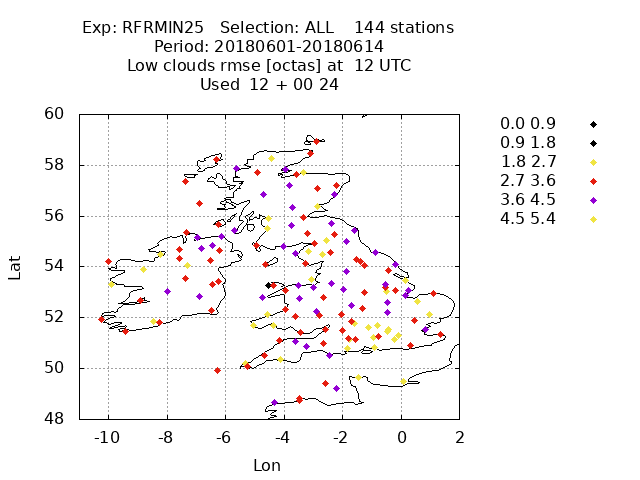 Exp: RFRMIN25 Selection: ALL 144 stations
Period: 20180601-20180614
Low clouds rmse [octas] at 12 UTC
Used 12 + 00 24
60
58
56
54
52
50
48
-10 -8 -6 -4 -2 0 2
Lat
Lon
0.0 0.9
0.9 1.8
1.8 2.7
2.7 3.6
3.6 4.5
4.5 5.4